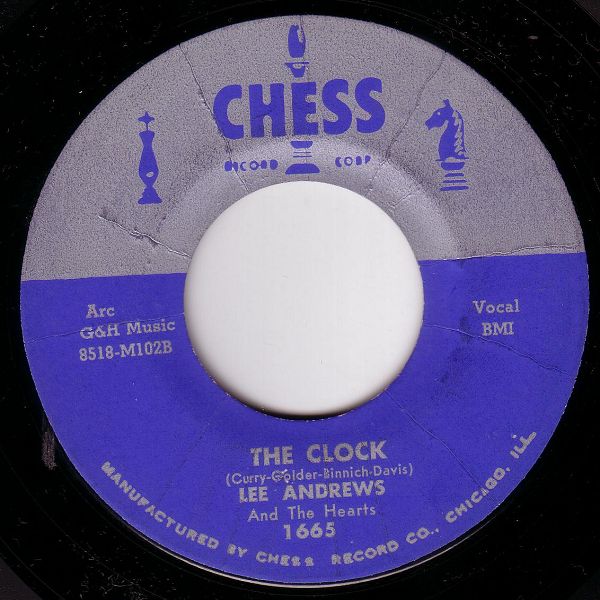 CHESS
RECORD CORP
Arc
G&H Music
8518-M102B
Vocal
BMI
THE CLOCK
(Curry-Golder-Binnich-Davis)
LEE ANDREWS
And The Hearts
1665
MANUFACTURED BY CHESS RECORD CO., CHICAGO, ILL